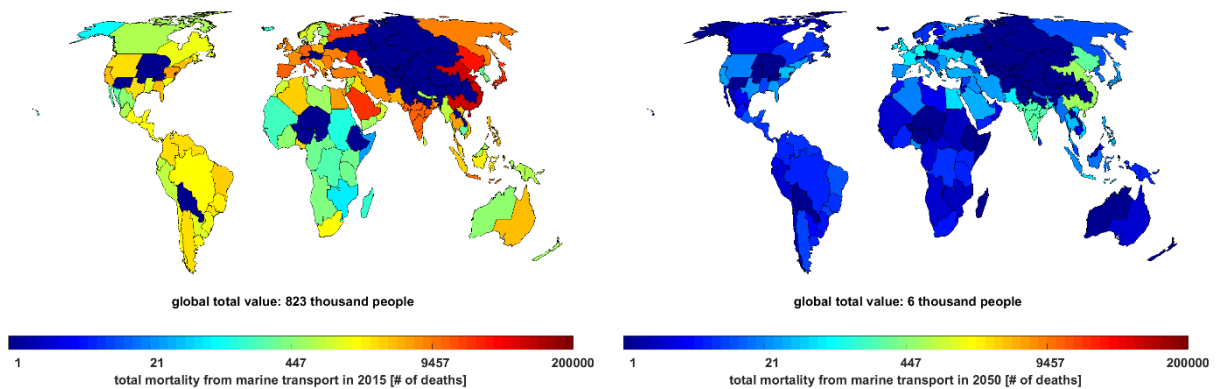 global total value: 823 thousand people
1 21 447 9457 200000
total mortality from marine transport in 2015 [# of deaths]
global total value: 6 thousand people
1 21 447 9457 200000
total mortality from marine transport in 2050 [# of deaths]